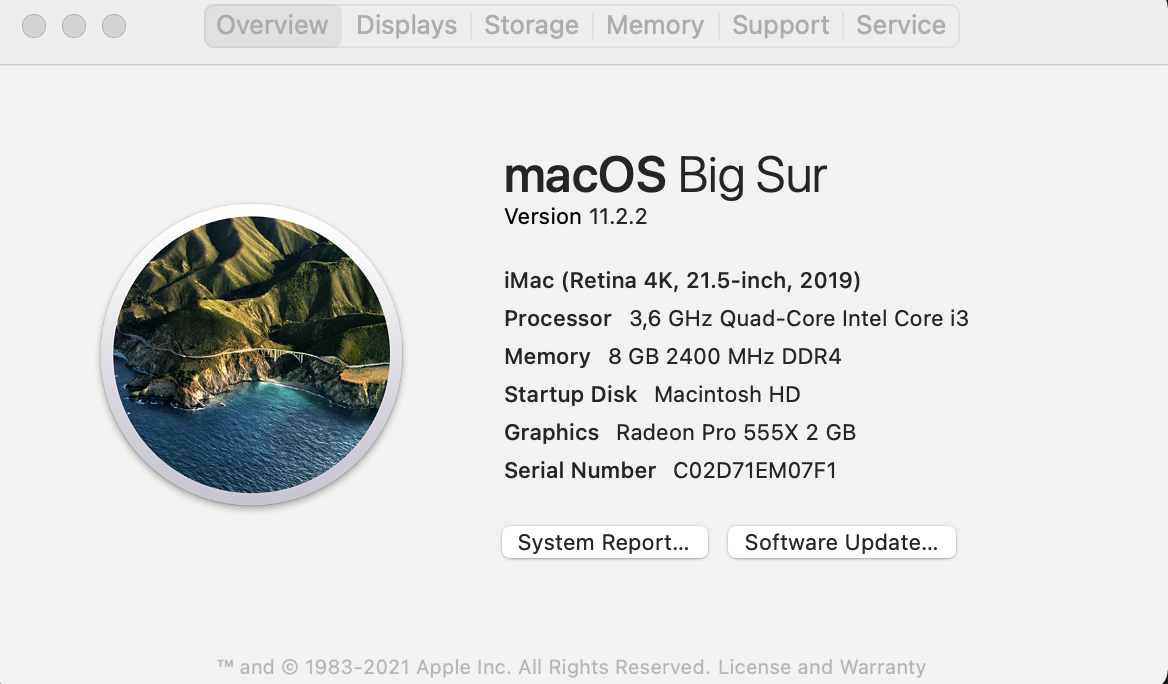 Overview Displays Storage Memory Support Service
macOS Big Sur
Version 11.2.2
iMac (Retina 4K, 21.5-inch, 2019)
Processor 3,6 GHz Quad-Core Intel Core i3
Memory 8 GB 2400 MHz DDR4
Startup Disk Macintosh HD
Graphics Radeon Pro 555X 2 GB
Serial Number C02D71EM07F1
System Report... Software Update...
™ and © 1983-2021 Apple Inc. All Rights Reserved. License and Warranty